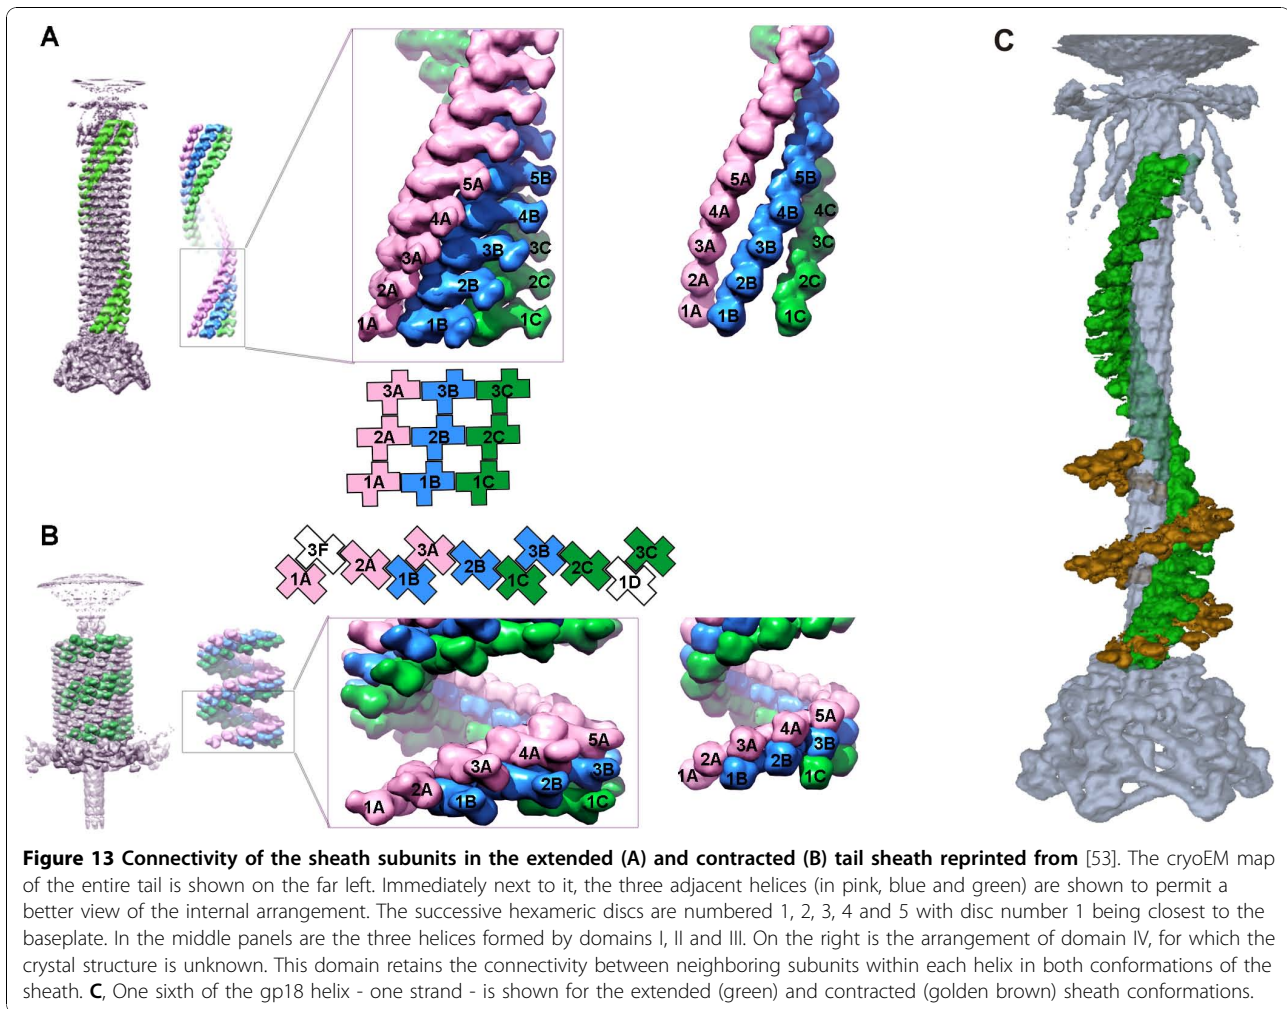 A
C
5A
5B
4A
4B
3A
3B
3C
2A
2B
2C
1A
1B
1C
5A
5B
4A
4B
4C
3A
3B
3C
2A
2B
2C
1A
1B
1C
3A 3B 3C
2A 2B 2C
1A 1B 1C
B
3F 3A 3B 3C
2A 2B 2C
1A 1B 1C 1D
5A
4A
3A
3B
2A
2B
1A
1B
1C
5A
4A
3A
3B
2A
2B
1A
1B
1C
Figure 13 Connectivity of the sheath subunits in the extended (A) and contracted (B) tail sheath reprinted from [53]. The cryoEM map
of the entire tail is shown on the far left. Immediately next to it, the three adjacent helices (in pink, blue and green) are shown to permit a
better view of the internal arrangement. The successive hexameric discs are numbered 1, 2, 3, 4 and 5 with disc number 1 being closest to the
baseplate. In the middle panels are the three helices formed by domains I, II and III. On the right is the arrangement of domain IV, for which the
crystal structure is unknown. This domain retains the connectivity between neighboring subunits within each helix in both conformations of the
sheath. C, One sixth of the gp18 helix - one strand - is shown for the extended (green) and contracted (golden brown) sheath conformations.